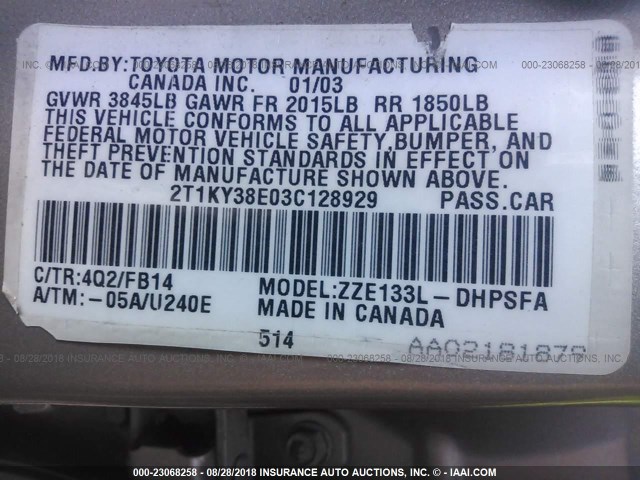 MFD.BY:TOYOTA MOTOR MANUFACTURING
CANADA INC. 01/03
GVWR 3845LB GAWR FR 2015LB RR 1850LB
THIS VEHICLE CONFORMS TO ALL APPLICABLE
FEDERAL MOTOR VEHICLE SAFETY,BUMPER, AND
THEFT PREVENTION STANDARDS IN EFFECT ON
THE DATE OF MANUFACTURE SHOWN ABOVE.
2T1KY38E03C128929 PASS.CAR
C/TR:4Q2/FB14 MODEL:ZZE133L-DHPSFA
A/TM:-05A/U240E MADE IN CANADA
514
000-23068258 - 08/28/2018 INSURANCE AUTO AUCTIONS, INC. - © - IAAI.COM